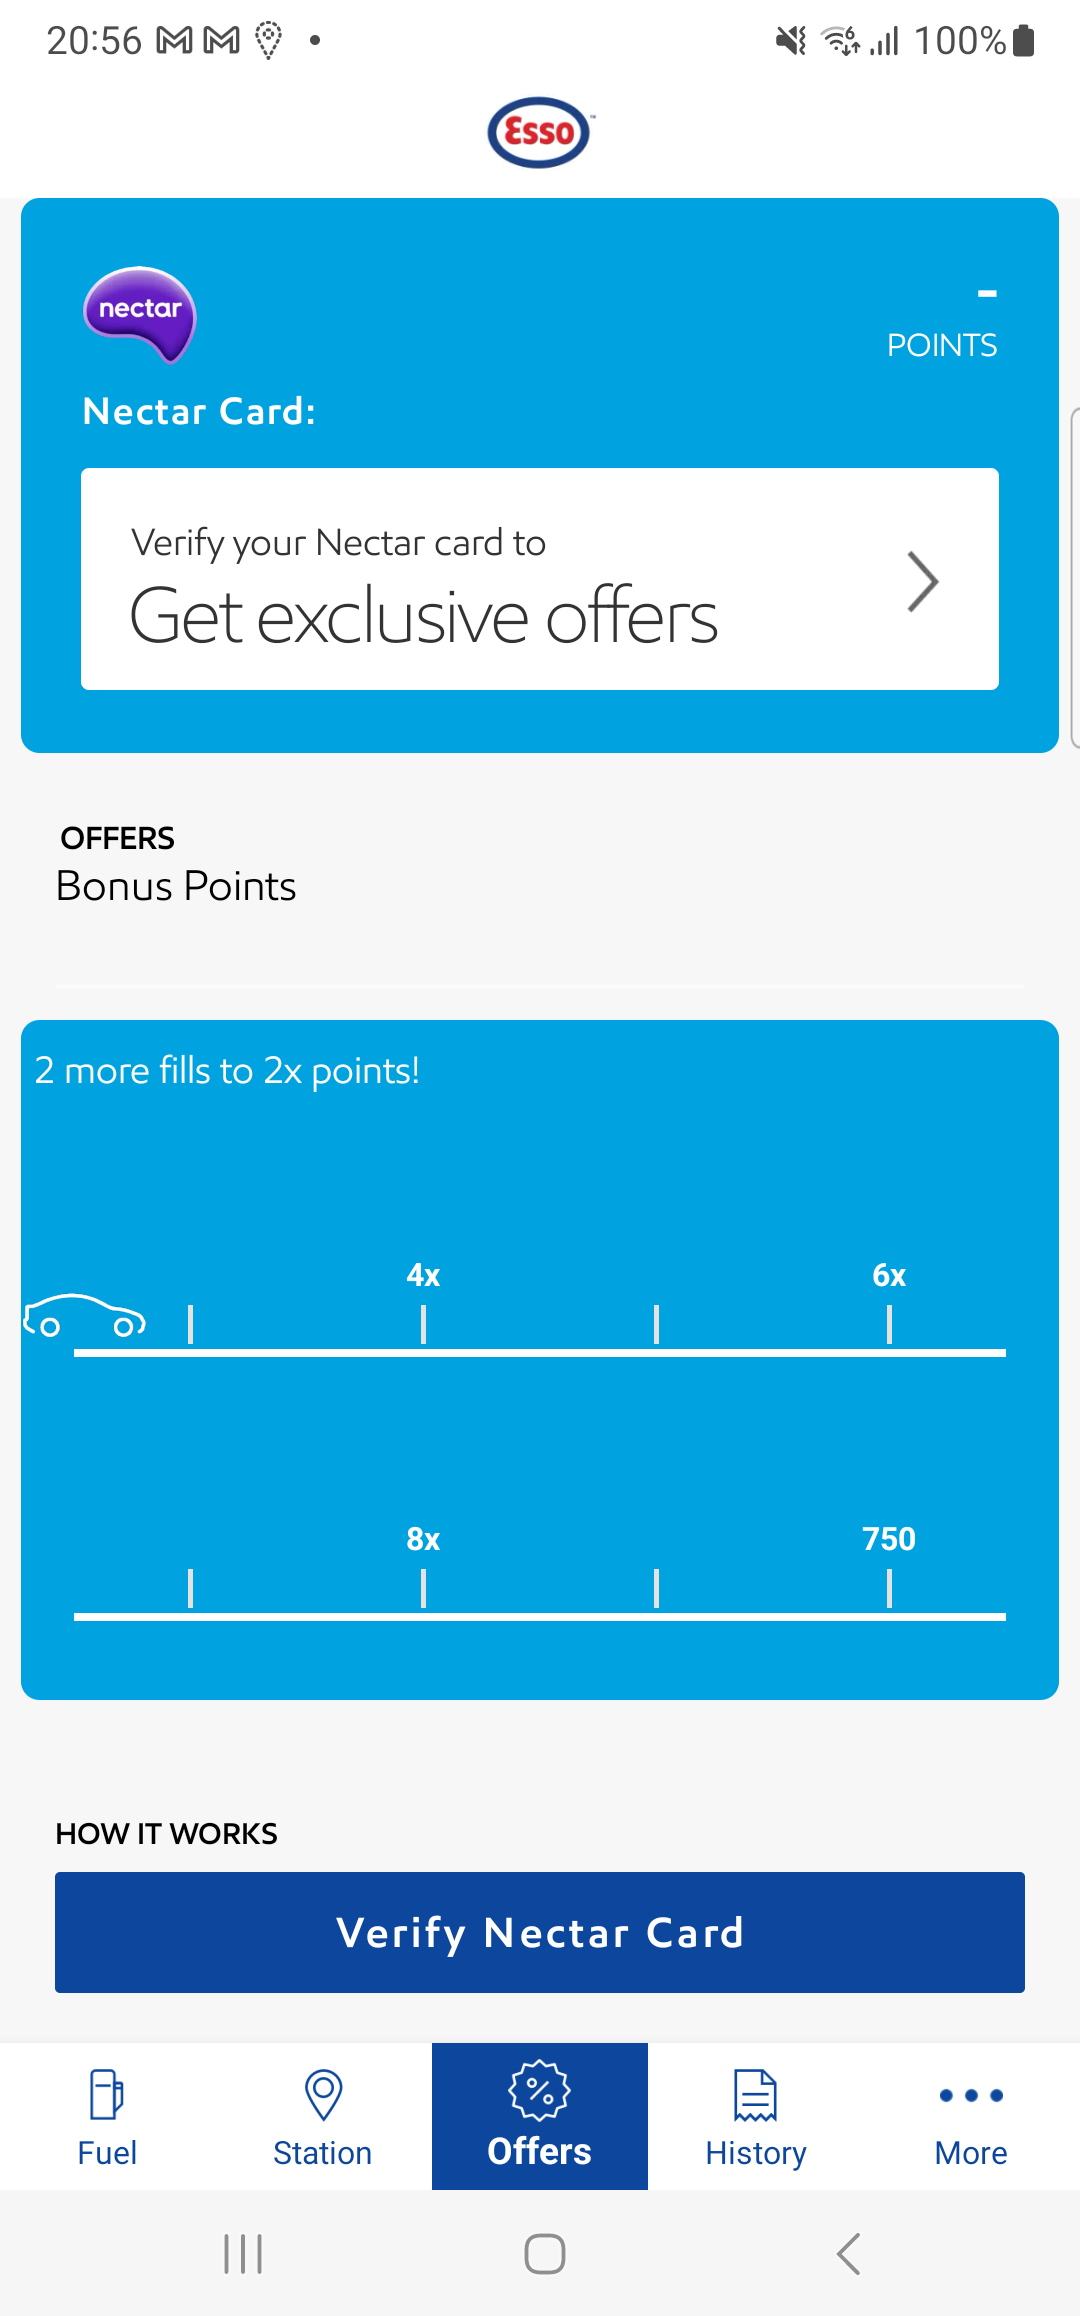 20:56
100%
Esso
nectar
-
POINTS
Nectar Card:
Verify your Nectar card to
Get exclusive offers
OFFERS
Bonus Points
2 more fills to 2x points!
4x 6x
8x 750
HOW IT WORKS
Verify Nectar Card
Fuel Station Offers History More